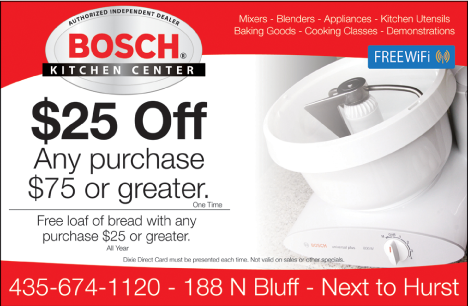 AUTHORIZED INDEPENDENT DEALER
BOSCH®
KITCHEN CENTER
Mixers - Blenders - Appliances - Kitchen Utensils
Baking Goods - Cooking Classes - Demonstrations
FREEWiFi
$25 Off
Any purchase
$75 or greater.
One Time
Free loaf of bread with any
purchase $25 or greater.
All Year
BOSCH
Dixie Direct Card must be presented each time. Not valid on sales or other specials.
435-674-1120 - 188 N Bluff - Next to Hurst